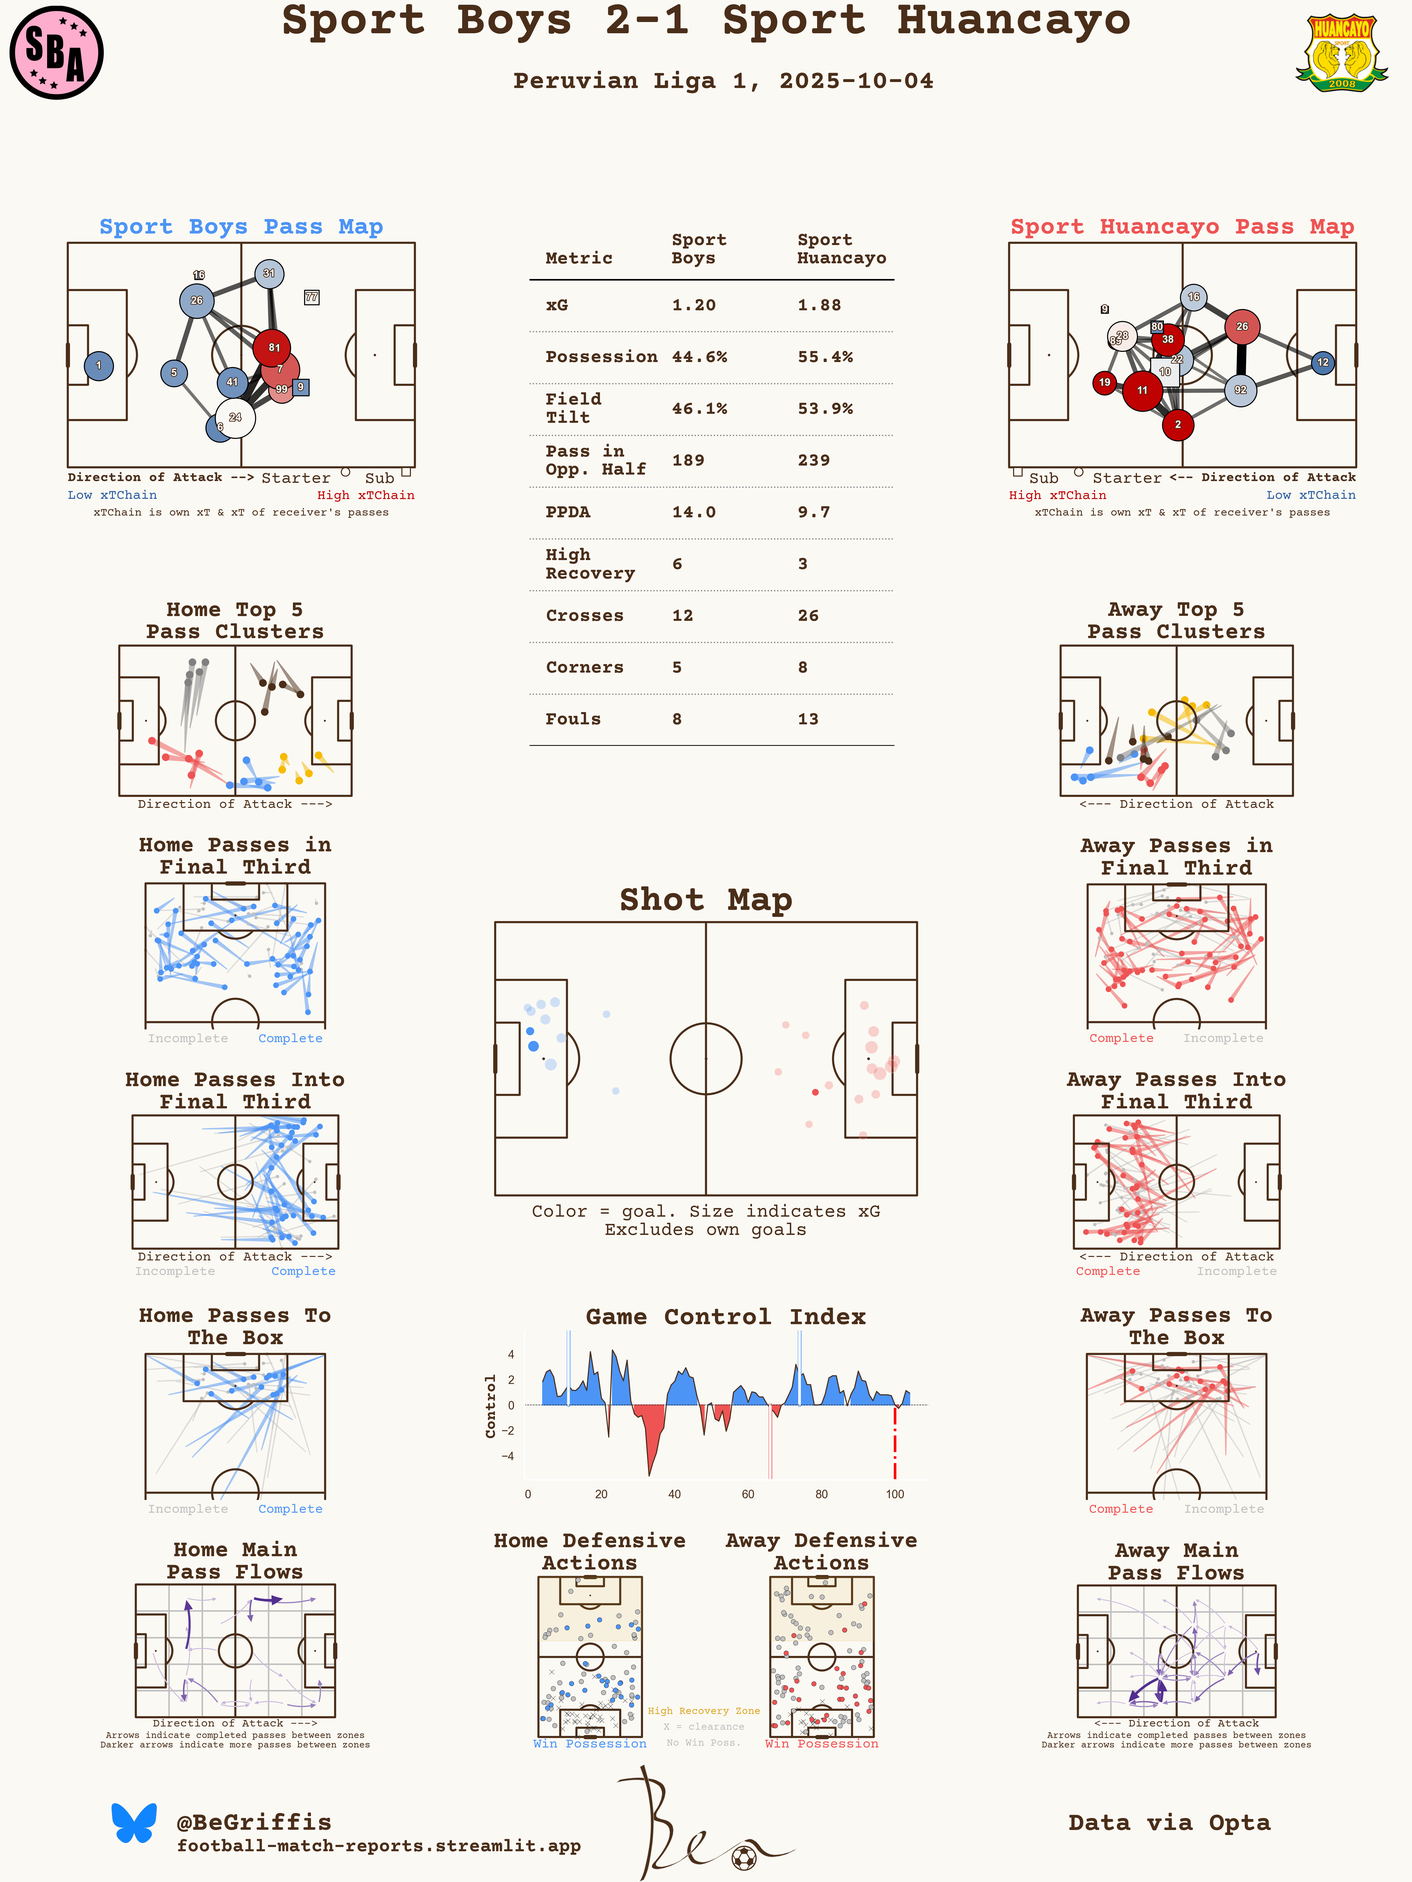 Sport Boys 2-1 Sport Huancayo
Peruvian Liga 1, 2025-10-04
SBA
HUANCAYO
SPORT
2008
Sport Boys Pass Map
16
31
77
26
81
1
5
41
7
99
9
24
6
Direction of Attack --> Starter Sub
Low xTChain High xTChain
xTChain is own xT & xT of receiver's passes
Metric Sport Boys Sport Huancayo
xG 1.20 1.88
Possession 44.6% 55.4%
Field Tilt 46.1% 53.9%
Pass in Opp. Half 189 239
PPDA 14.0 9.7
High Recovery 6 3
Crosses 12 26
Corners 5 8
Fouls 8 13
Sport Huancayo Pass Map
9
16
80
26
28
89
38
22
12
10
19
11
92
2
Sub Starter <-- Direction of Attack
High xTChain Low xTChain
xTChain is own xT & xT of receiver's passes
Home Top 5
Pass Clusters
Direction of Attack --->
Away Top 5
Pass Clusters
<--- Direction of Attack
Home Passes in
Final Third
Incomplete Complete
Away Passes in
Final Third
Complete Incomplete
Shot Map
Color = goal. Size indicates xG
Excludes own goals
Home Passes Into
Final Third
Direction of Attack --->
Incomplete Complete
Away Passes Into
Final Third
<--- Direction of Attack
Complete Incomplete
Home Passes To
The Box
Incomplete Complete
Game Control Index
Control
4
2
0
−2
−4
0 20 40 60 80 100
Away Passes To
The Box
Complete Incomplete
Home Main
Pass Flows
Direction of Attack --->
Arrows indicate completed passes between zones
Darker arrows indicate more passes between zones
Home Defensive
Actions
Win Possession
High Recovery Zone
X = clearance
No Win Poss.
Away Defensive
Actions
Win Possession
Away Main
Pass Flows
<--- Direction of Attack
Arrows indicate completed passes between zones
Darker arrows indicate more passes between zones
@BeGriffis
football-match-reports.streamlit.app
Ben
Data via Opta